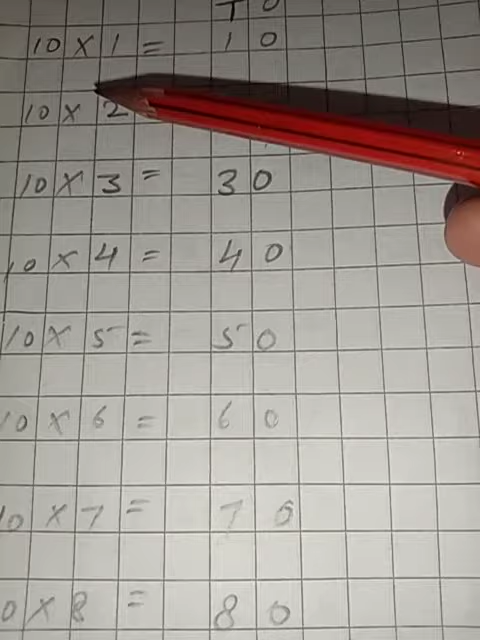 T O
10 × 1 = 10
10 × 2
10 × 3 = 30
10 × 4 = 40
10 × 5 = 50
10 × 6 = 60
10 × 7 = 70
0 × 8 = 80